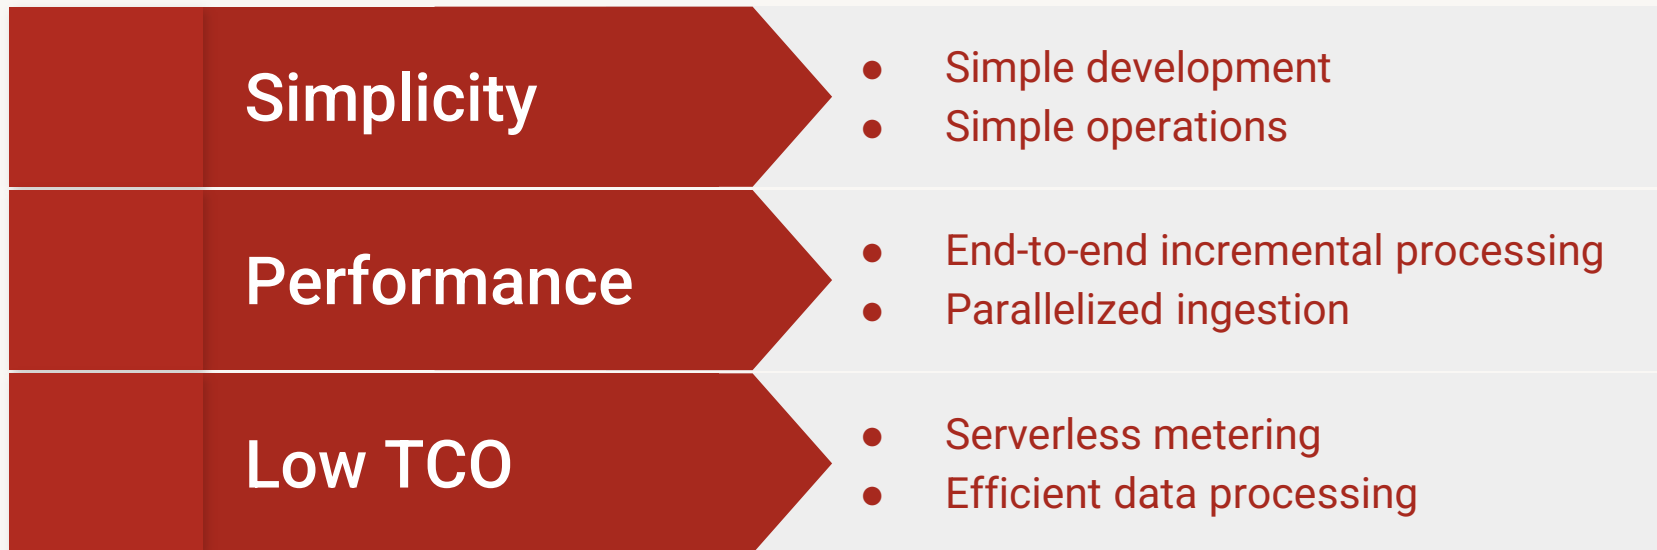 Simplicity
● Simple development
● Simple operations
Performance
● End-to-end incremental processing
● Parallelized ingestion
Low TCO
● Serverless metering
● Efficient data processing